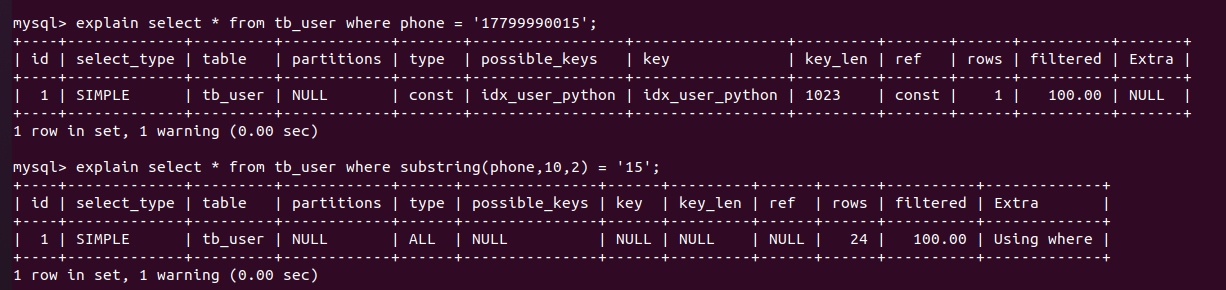 mysql> explain select * from tb_user where phone = '17799990015';
+----+-------------+---------+------------+-------+-----------------+-----------------+---------+-------+------+----------+-------+
| id | select_type | table   | partitions | type  | possible_keys   | key             | key_len | ref   | rows | filtered | Extra |
+----+-------------+---------+------------+-------+-----------------+-----------------+---------+-------+------+----------+-------+
|  1 | SIMPLE      | tb_user | NULL       | const | idx_user_python | idx_user_python | 1023    | const |    1 |   100.00 | NULL  |
+----+-------------+---------+------------+-------+-----------------+-----------------+---------+-------+------+----------+-------+
1 row in set, 1 warning (0.00 sec)
mysql> explain select * from tb_user where substring(phone,10,2) = '15';
+----+-------------+---------+------------+------+---------------+------+---------+------+------+----------+-------------+
| id | select_type | table   | partitions | type | possible_keys | key  | key_len | ref  | rows | filtered | Extra       |
+----+-------------+---------+------------+------+---------------+------+---------+------+------+----------+-------------+
|  1 | SIMPLE      | tb_user | NULL       | ALL  | NULL          | NULL | NULL    | NULL |   24 |   100.00 | Using where |
+----+-------------+---------+------------+------+---------------+------+---------+------+------+----------+-------------+
1 row in set, 1 warning (0.00 sec)